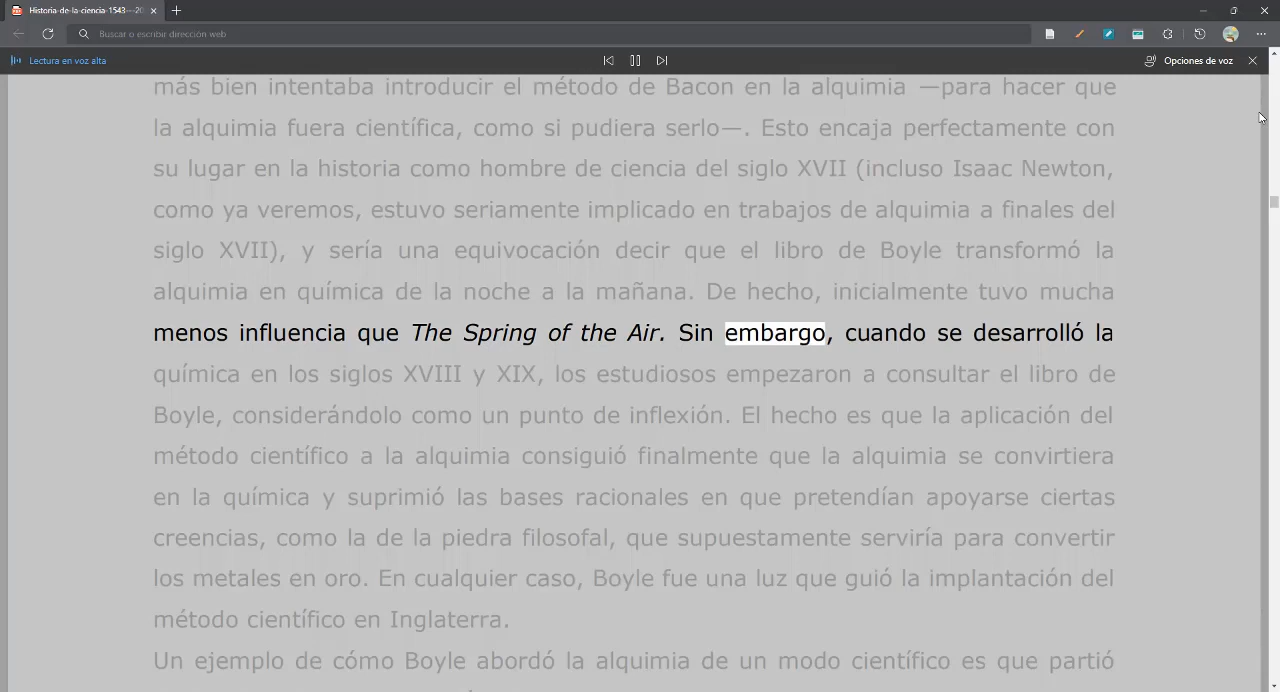 Historia-de-la-ciencia-1543---20
Buscar o escribir dirección web
Lectura en voz alta
Opciones de voz
más bien intentaba introducir el método de Bacon en la alquimia —para hacer que
la alquimia fuera científica, como si pudiera serlo—. Esto encaja perfectamente con
su lugar en la historia como hombre de ciencia del siglo XVII (incluso Isaac Newton,
como ya veremos, estuvo seriamente implicado en trabajos de alquimia a finales del
siglo XVII), y sería una equivocación decir que el libro de Boyle transformó la
alquimia en química de la noche a la mañana. De hecho, inicialmente tuvo mucha
menos influencia que The Spring of the Air. Sin embargo, cuando se desarrolló la
química en los siglos XVIII y XIX, los estudiosos empezaron a consultar el libro de
Boyle, considerándolo como un punto de inflexión. El hecho es que la aplicación del
método científico a la alquimia consiguió finalmente que la alquimia se convirtiera
en la química y suprimió las bases racionales en que pretendían apoyarse ciertas
creencias, como la de la piedra filosofal, que supuestamente serviría para convertir
los metales en oro. En cualquier caso, Boyle fue una luz que guió la implantación del
método científico en Inglaterra.
Un ejemplo de cómo Boyle abordó la alquimia de un modo científico es que partió